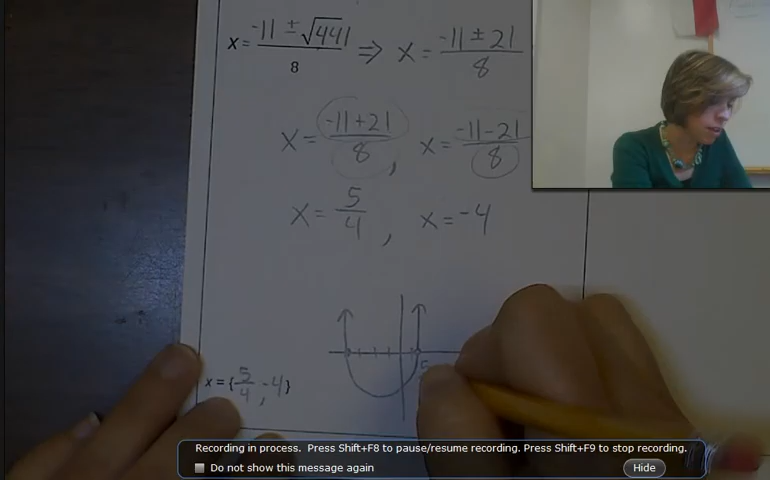 x = -11 ± √441 / 8 ⇒ x = -11 ± 21 / 8
x = -11+21 / 8 , x = -11-21 / 8
x = 5/4 , x = -4
5
x = {5/4, -4}
Recording in process. Press Shift+F8 to pause/resume recording. Press Shift+F9 to stop recording.
Do not show this message again
Hide